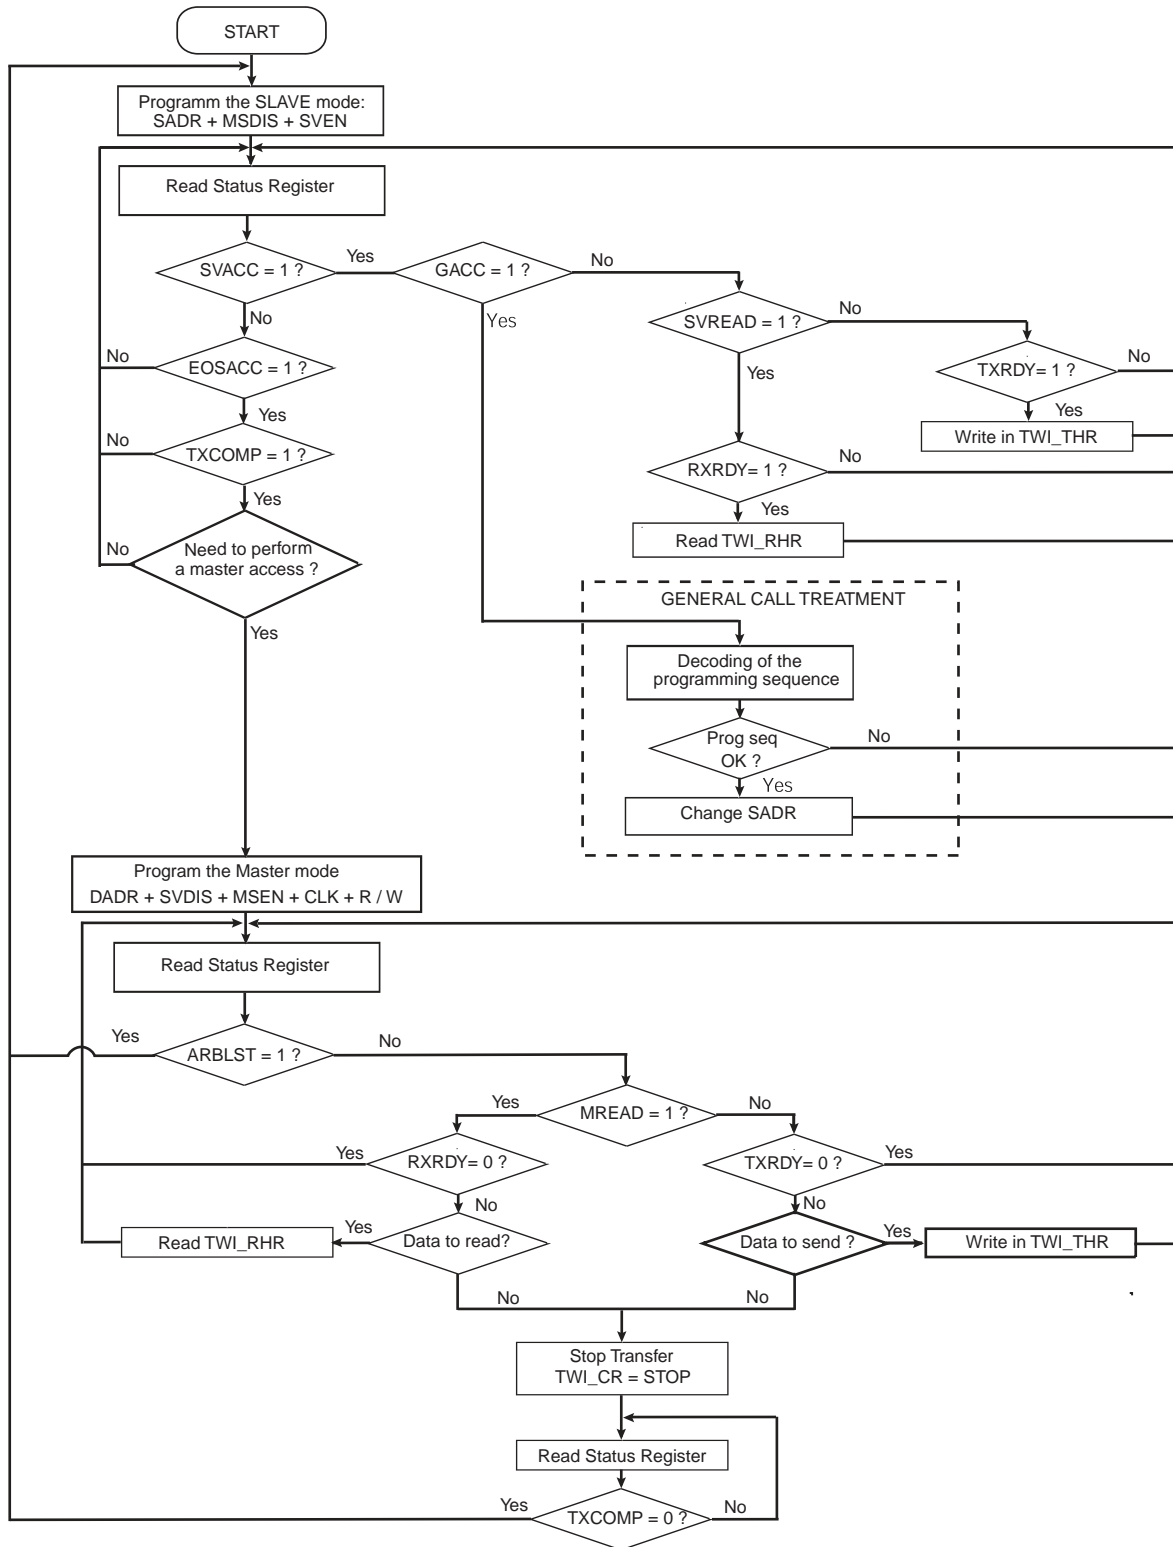 START
Programm the SLAVE mode:
SADR + MSDIS + SVEN
Read Status Register
SVACC = 1 ?
Yes
GACC = 1 ?
No
No
Yes
SVREAD = 1 ?
No
No
EOSACC = 1 ?
Yes
Yes
TXRDY= 1 ?
No
Yes
Write in TWI_THR
No
TXCOMP = 1 ?
Yes
RXRDY= 1 ?
No
Yes
Read TWI_RHR
No
Need to perform
a master access ?
Yes
GENERAL CALL TREATMENT
Decoding of the
programming sequence
Prog seq
OK ?
No
Yes
Change SADR
Program the Master mode
DADR + SVDIS + MSEN + CLK + R / W
Read Status Register
Yes
ARBLST = 1 ?
No
Yes
MREAD = 1 ?
No
Yes
RXRDY= 0 ?
TXRDY= 0 ?
Yes
No
No
Read TWI_RHR
Yes
Data to read?
Data to send ?
Yes
Write in TWI_THR
No
No
Stop Transfer
TWI_CR = STOP
Read Status Register
Yes
TXCOMP = 0 ?
No